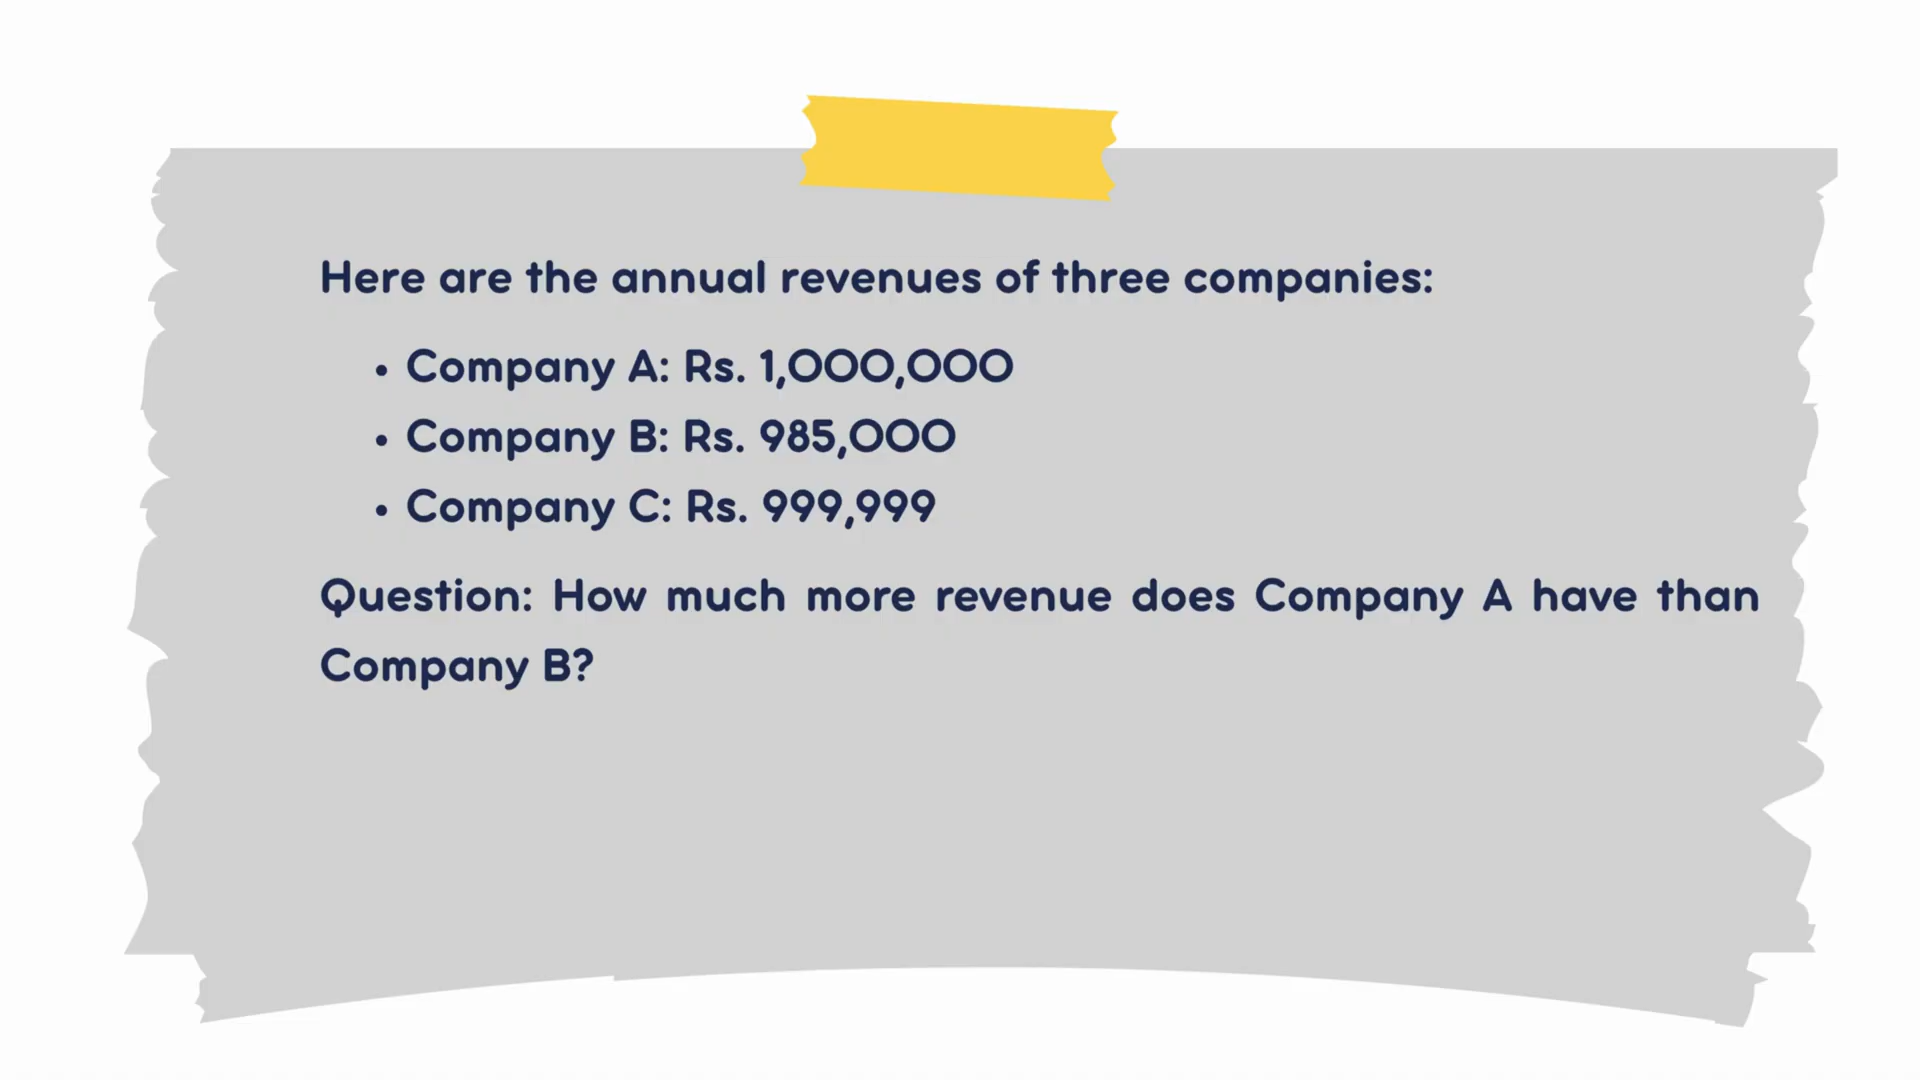 Here are the annual revenues of three companies:
• Company A: Rs. 1,000,000
• Company B: Rs. 985,000
• Company C: Rs. 999,999
Question: How much more revenue does Company A have than
Company B?